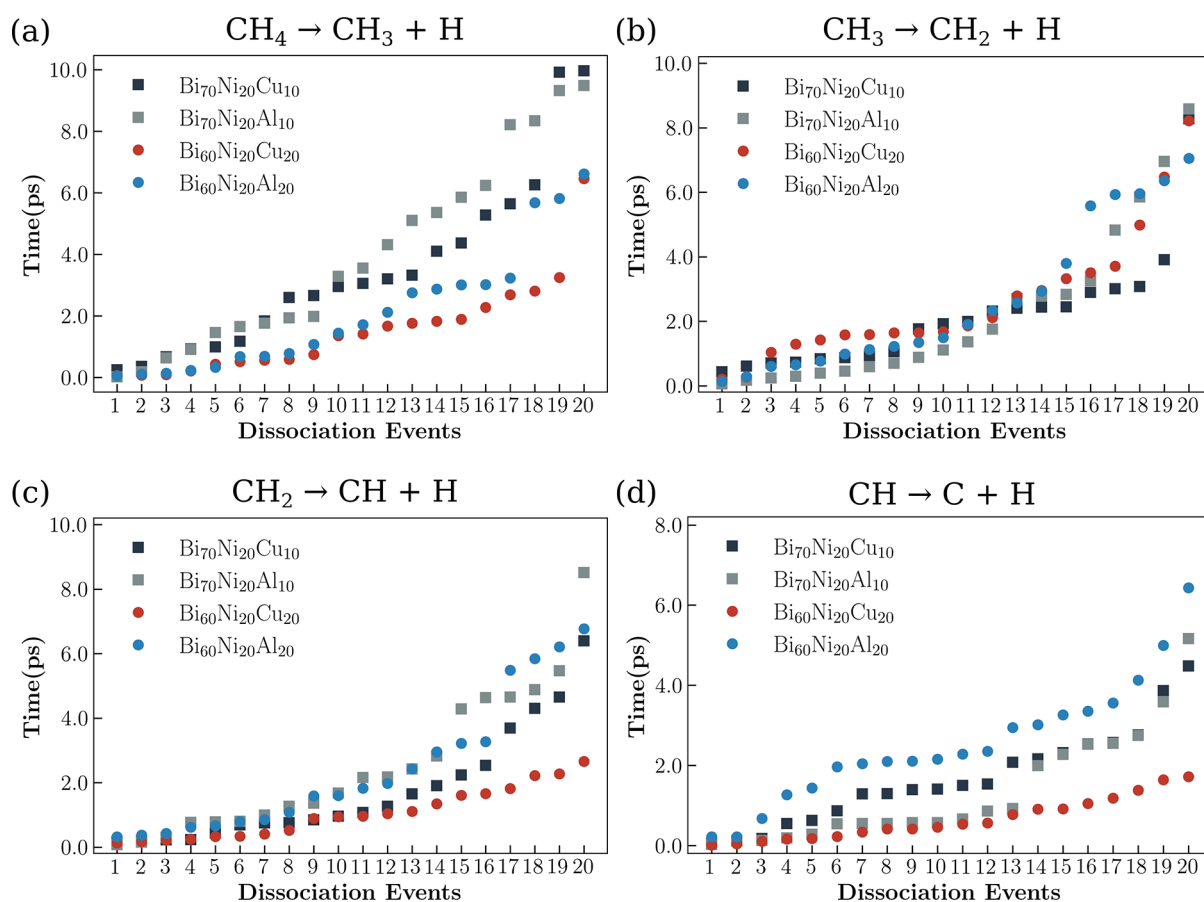 (a) CH₄ → CH₃ + H
10.0
8.0
6.0
4.0
2.0
0.0
Time(ps)
Bi₇₀Ni₂₀Cu₁₀
Bi₇₀Ni₂₀Al₁₀
Bi₆₀Ni₂₀Cu₂₀
Bi₆₀Ni₂₀Al₂₀
1 2 3 4 5 6 7 8 9 10 11 12 13 14 15 16 17 18 19 20
Dissociation Events
(b) CH₃ → CH₂ + H
10.0
8.0
6.0
4.0
2.0
0.0
Time(ps)
Bi₇₀Ni₂₀Cu₁₀
Bi₇₀Ni₂₀Al₁₀
Bi₆₀Ni₂₀Cu₂₀
Bi₆₀Ni₂₀Al₂₀
1 2 3 4 5 6 7 8 9 10 11 12 13 14 15 16 17 18 19 20
Dissociation Events
(c) CH₂ → CH + H
10.0
8.0
6.0
4.0
2.0
0.0
Time(ps)
Bi₇₀Ni₂₀Cu₁₀
Bi₇₀Ni₂₀Al₁₀
Bi₆₀Ni₂₀Cu₂₀
Bi₆₀Ni₂₀Al₂₀
1 2 3 4 5 6 7 8 9 10 11 12 13 14 15 16 17 18 19 20
Dissociation Events
(d) CH → C + H
8.0
6.0
4.0
2.0
0.0
Time(ps)
Bi₇₀Ni₂₀Cu₁₀
Bi₇₀Ni₂₀Al₁₀
Bi₆₀Ni₂₀Cu₂₀
Bi₆₀Ni₂₀Al₂₀
1 2 3 4 5 6 7 8 9 10 11 12 13 14 15 16 17 18 19 20
Dissociation Events